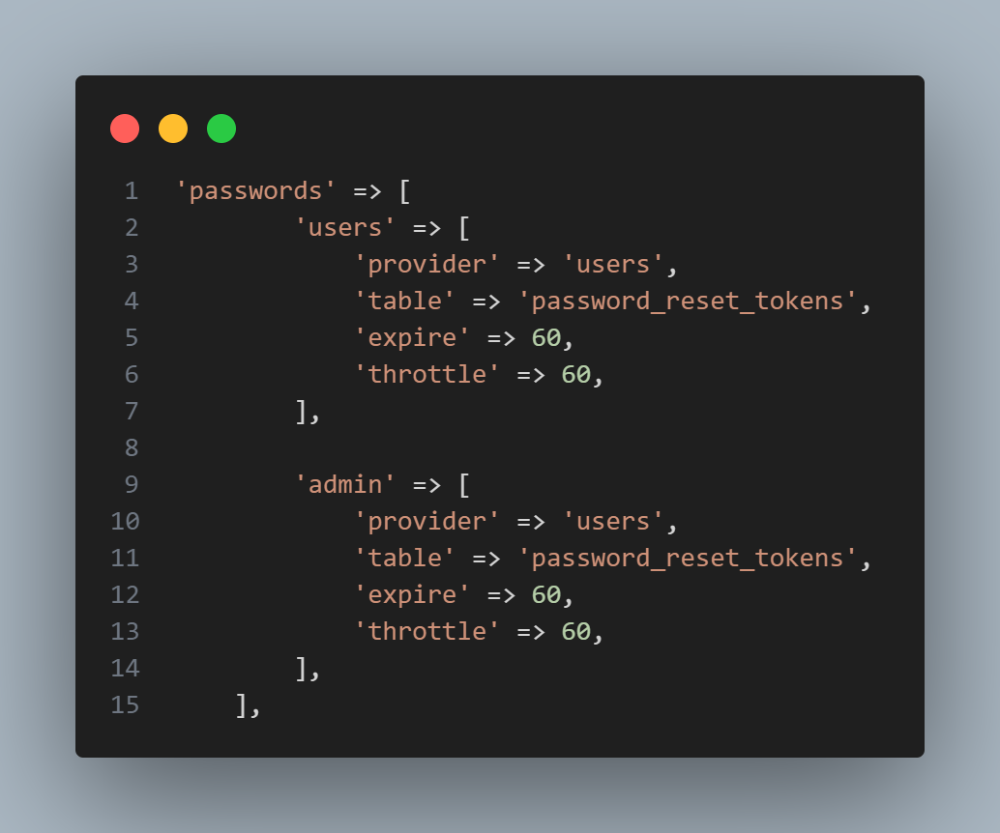 1 'passwords' => [
2         'users' => [
3             'provider' => 'users',
4             'table' => 'password_reset_tokens',
5             'expire' => 60,
6             'throttle' => 60,
7         ],
8
9         'admin' => [
10             'provider' => 'users',
11             'table' => 'password_reset_tokens',
12             'expire' => 60,
13             'throttle' => 60,
14         ],
15     ],